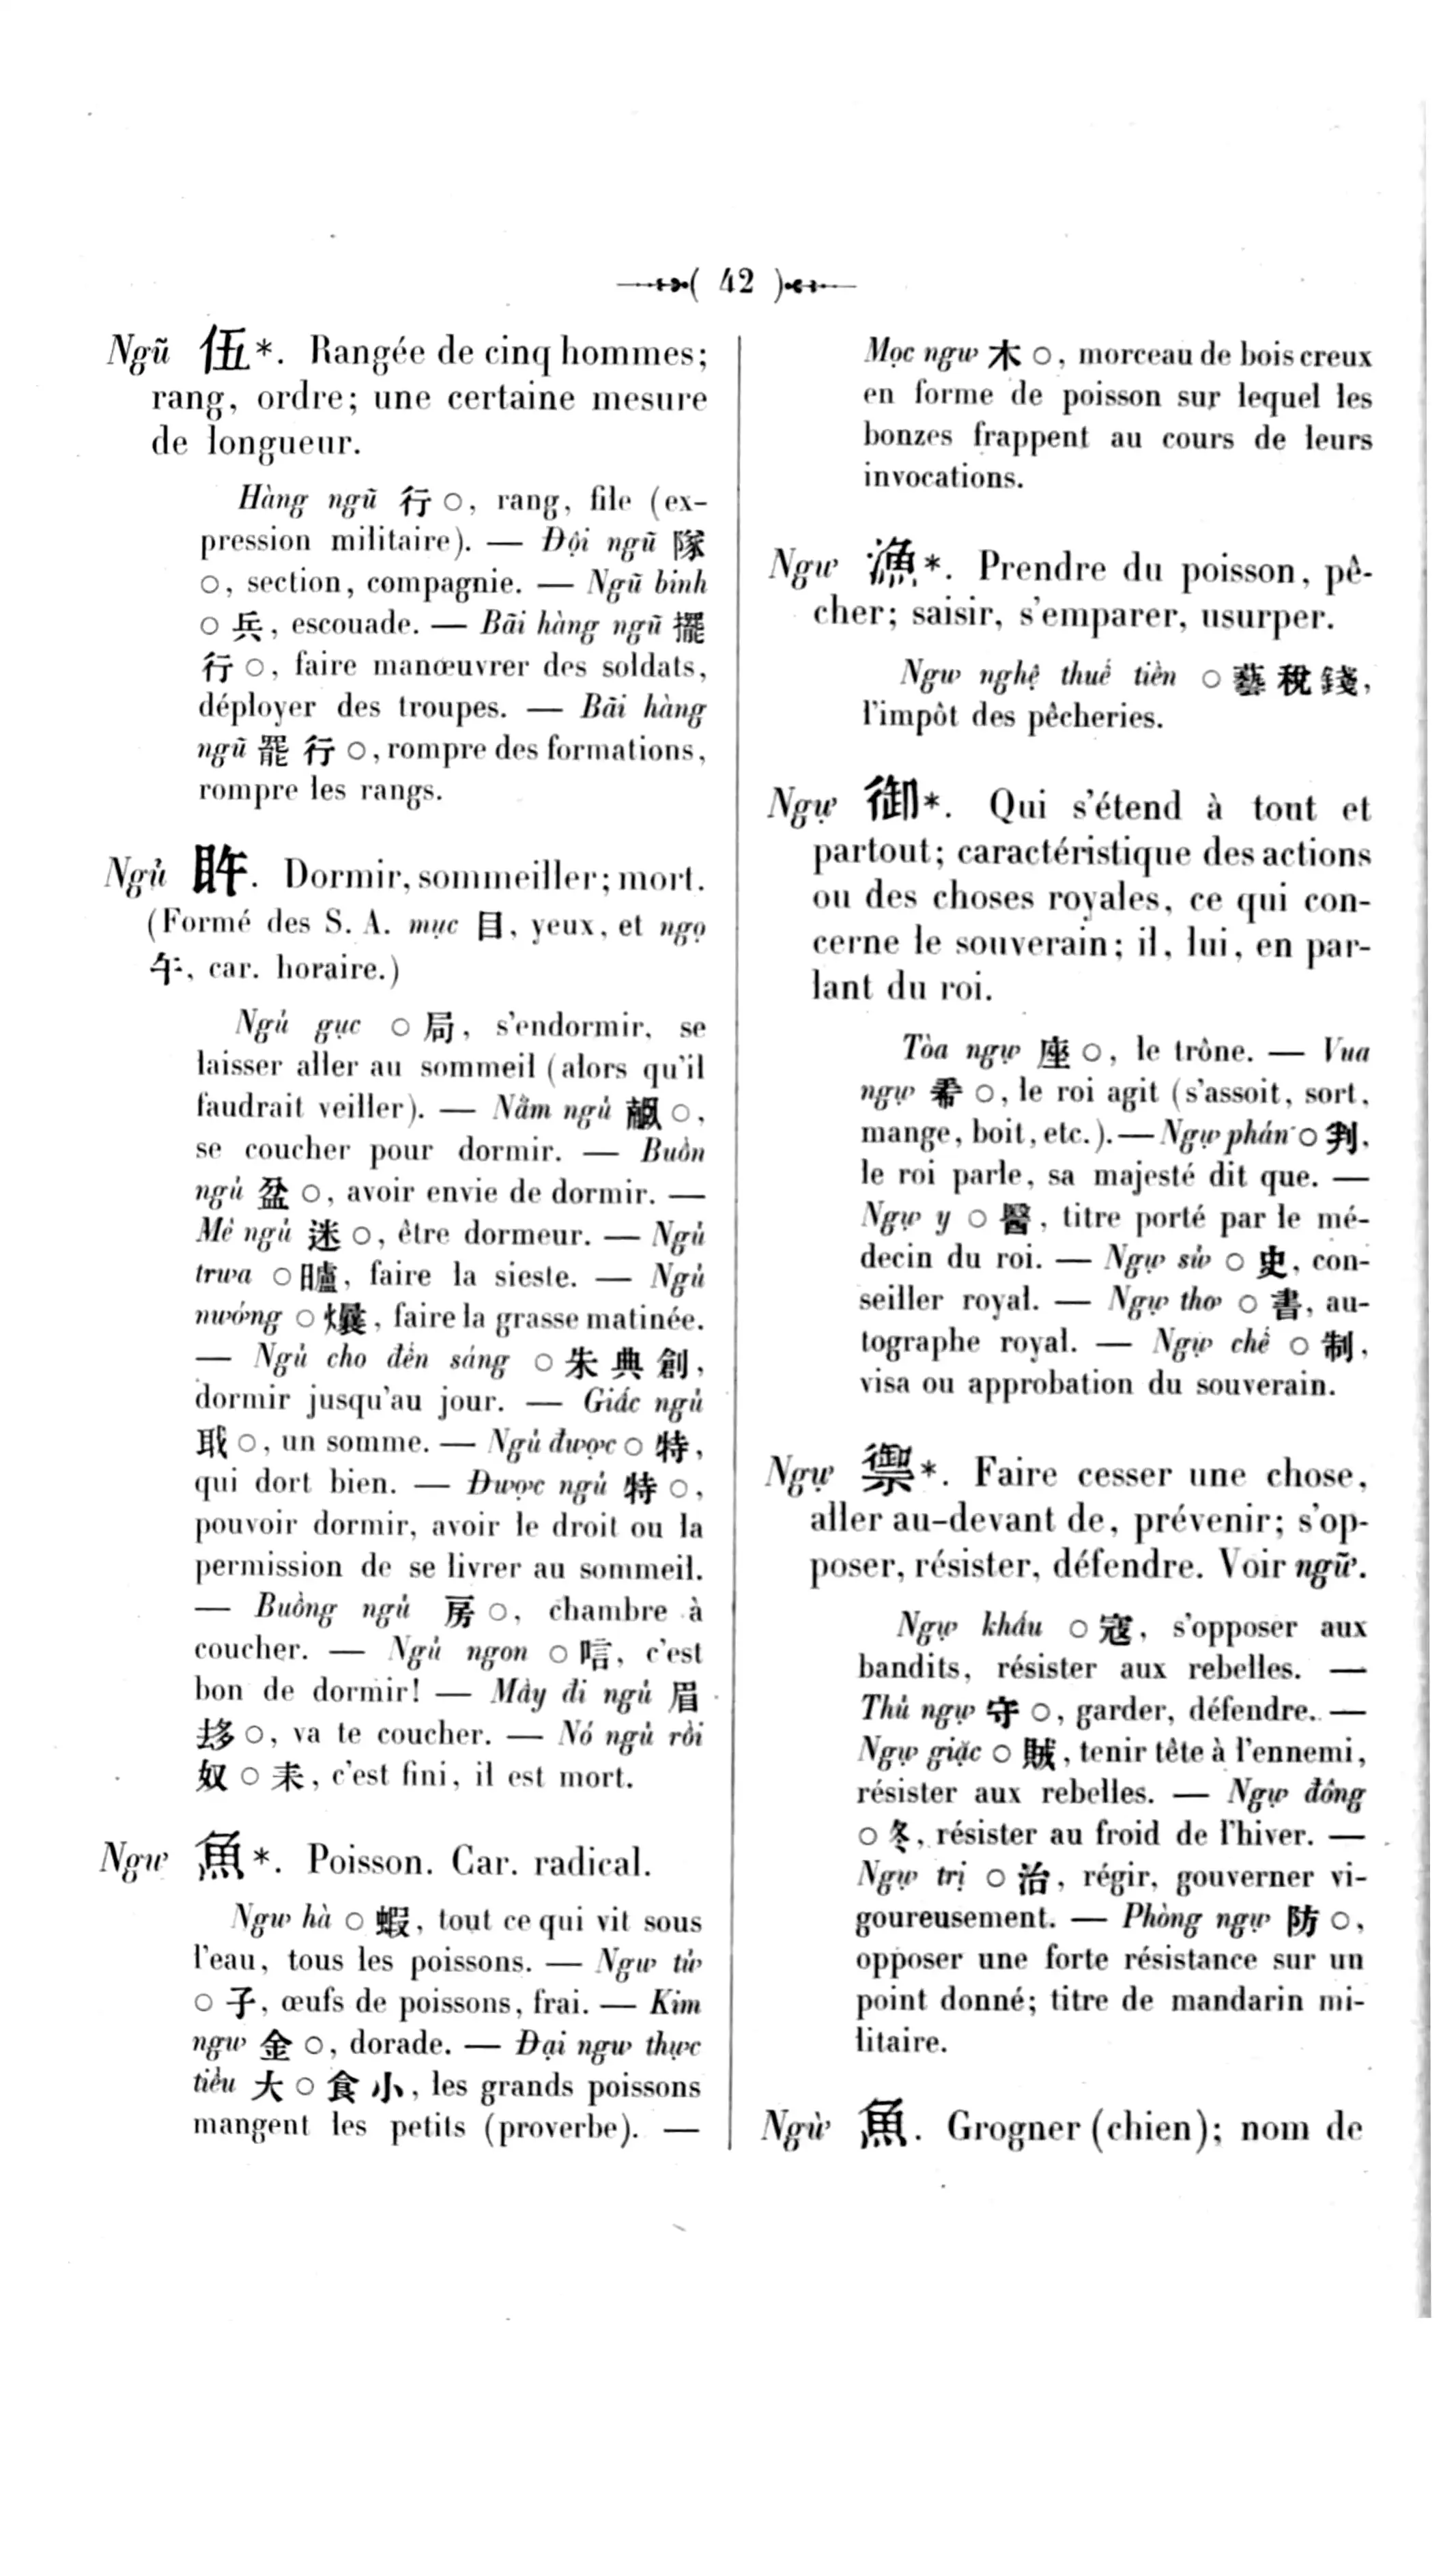 ( 42 )
Ngũ 伍*. Rangée de cinq hommes;
rang, ordre; une certaine mesure
de longueur.
Hàng ngũ 行○, rang, file (ex-
pression militaire). — Đội ngũ 隊
○, section, compagnie. — Ngũ binh
○兵, escouade. — Bãi hàng ngũ 擺
行○, faire manœuvrer des soldats,
déployer des troupes. — Bãi hàng
ngũ 罷行○, rompre des formations,
rompre les rangs.
Ngủ 𥄭. Dormir, sommeiller; mort.
(Formé des S. A. mục 目, yeux, et ngọ
午, car. horaire.)
Ngủ gục ○局, s'endormir, se
laisser aller au sommeil (alors qu'il
faudrait veiller). — Nằm ngủ ○,
se coucher pour dormir. — Buồn
ngủ 盆○, avoir envie de dormir. —
Mê ngủ 迷○, être dormeur. — Ngủ
trưa ○, faire la sieste. — Ngủ
nướng ○, faire la grasse matinée.
— Ngủ cho đến sáng ○朱典創,
dormir jusqu'au jour. — Giấc ngủ
○, un somme. — Ngủ được ○特,
qui dort bien. — Được ngủ 特○,
pouvoir dormir, avoir le droit ou la
permission de se livrer au sommeil.
— Buồng ngủ 房○, chambre à
coucher. — Ngủ ngon ○唁, c'est
bon de dormir! — Mầy đi ngủ 眉
○, va te coucher. — Nó ngủ rồi
奴○耒, c'est fini, il est mort.
Ngư 魚*. Poisson. Car. radical.
Ngư hà ○蝦, tout ce qui vit sous
l'eau, tous les poissons. — Ngư tử
○子, œufs de poissons, frai. — Kim
ngư 金○, dorade. — Đại ngư thực
tiểu 大○食小, les grands poissons
mangent les petits (proverbe). —
Mọc ngư 木○, morceau de bois creux
en forme de poisson sur lequel les
bonzes frappent au cours de leurs
invocations.
Ngư 漁*. Prendre du poisson, pê-
cher; saisir, s'emparer, usurper.
Ngư nghệ thuế tiền ○藝稅錢,
l'impôt des pêcheries.
Ngự 御*. Qui s'étend à tout et
partout; caractéristique des actions
ou des choses royales, ce qui con-
cerne le souverain; il, lui, en par-
lant du roi.
Tòa ngự 座○, le trône. — Vua
ngự ○, le roi agit (s'assoit, sort,
mange, boit, etc.). — Ngự phán ○判,
le roi parle, sa majesté dit que. —
Ngự y ○醫, titre porté par le mé-
decin du roi. — Ngự sử ○史, con-
seiller royal. — Ngự thơ ○書, au-
tographe royal. — Ngự chế ○制,
visa ou approbation du souverain.
Ngự 禦*. Faire cesser une chose,
aller au-devant de, prévenir; s'op-
poser, résister, défendre. Voir ngữ.
Ngự khấu ○寇, s'opposer aux
bandits, résister aux rebelles. —
Thủ ngự 守○, garder, défendre. —
Ngự giặc ○賊, tenir tête à l'ennemi,
résister aux rebelles. — Ngự đông
○冬, résister au froid de l'hiver. —
Ngự trị ○治, régir, gouverner vi-
goureusement. — Phòng ngự 防○,
opposer une forte résistance sur un
point donné; titre de mandarin mi-
litaire.
Ngừ 魚. Grogner (chien); nom de